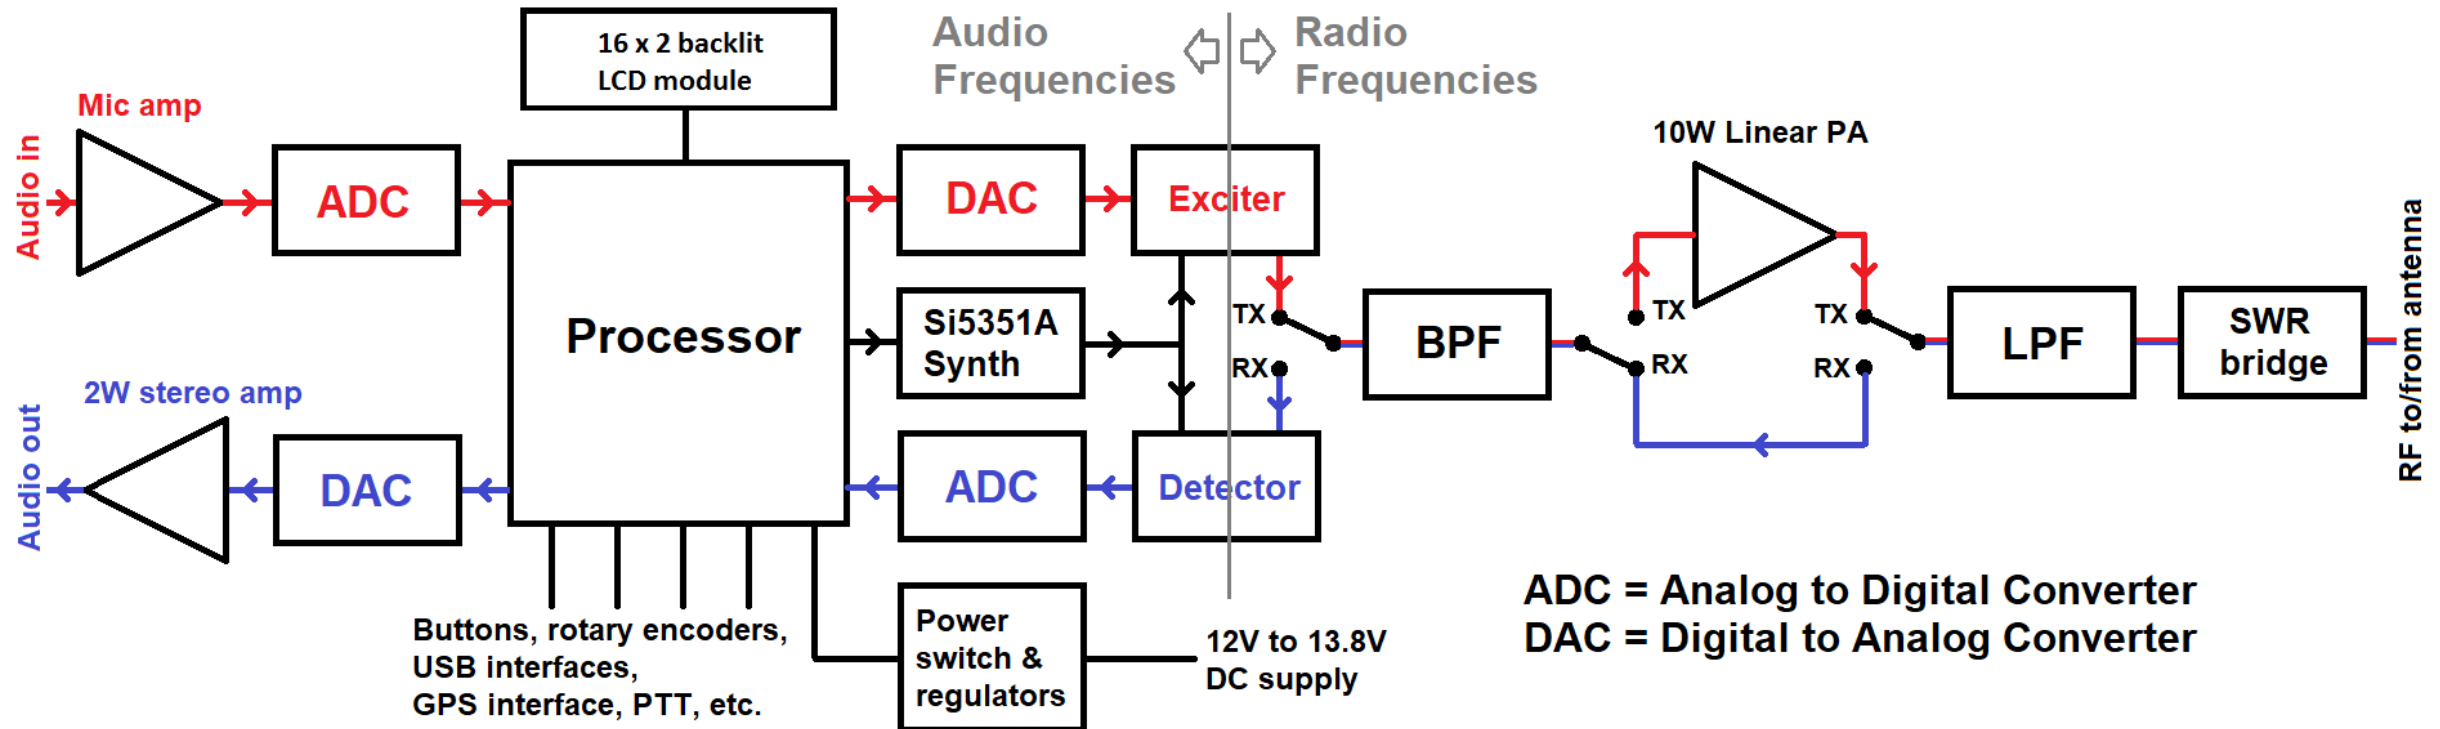 16 x 2 backlit
LCD module
Audio
Frequencies
Radio
Frequencies
Mic amp
Audio in
ADC
Processor
DAC
Exciter
10W Linear PA
Si5351A
Synth
TX
RX
BPF
TX
RX
TX
RX
LPF
SWR
bridge
RF to/from antenna
2W stereo amp
Audio out
DAC
ADC
Detector
Buttons, rotary encoders,
USB interfaces,
GPS interface, PTT, etc.
Power
switch &
regulators
12V to 13.8V
DC supply
ADC = Analog to Digital Converter
DAC = Digital to Analog Converter